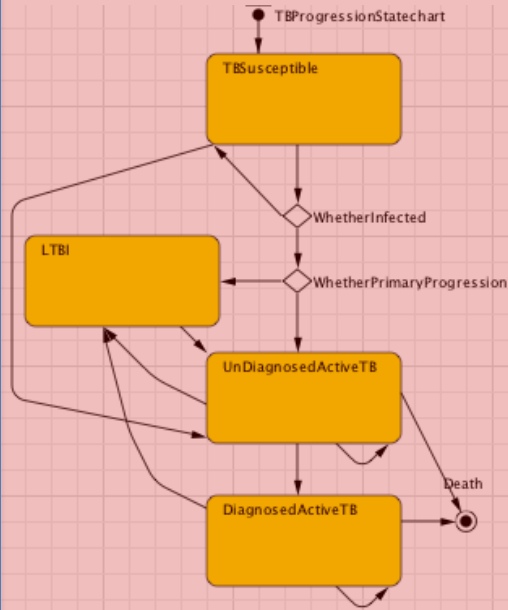 TBProgressionStatechart
TBSusceptible
WhetherInfected
LTBI
WhetherPrimaryProgression
UnDiagnosedActiveTB
Death
DiagnosedActiveTB